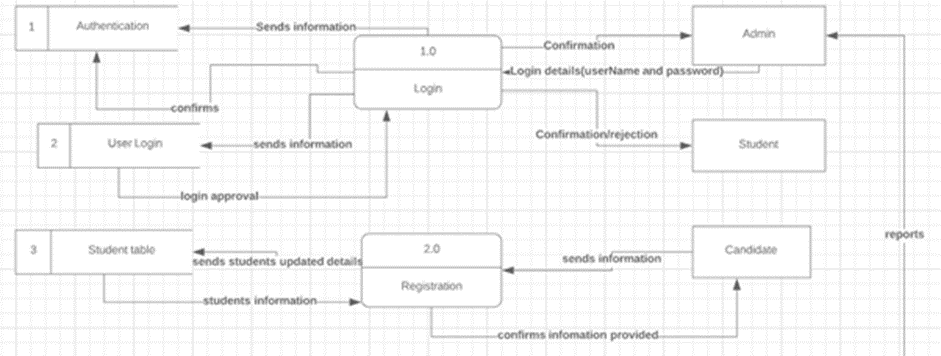 1 Authentication
Sends information
1.0
Login
Confirmation
Admin
Login details(userName and password)
confirms
2 User Login
sends information
Confirmation/rejection
Student
login approval
reports
3 Student table
sends students updated details
2.0
Registration
sends information
Candidate
students information
confirms infomation provided